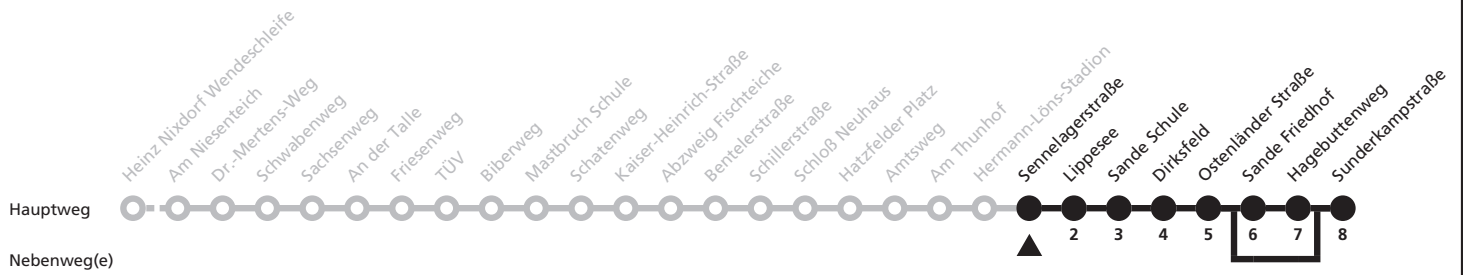 Heinz Nixdorf Wendeschleife
Am Niesenteich
Dr.-Mertens-Weg
Schwabenweg
Sachsenweg
An der Talle
Friesenweg
TÜV
Biberweg
Mastbruch Schule
Schatenweg
Kaiser-Heinrich-Straße
Abzweig Fischteiche
Bentelerstraße
Schillerstraße
Schloß Neuhaus
Hatzfelder Platz
Amtsweg
Am Thunhof
Hermann-Löns-Stadion
Sennelagerstraße
Lippesee
Sande Schule
Dirksfeld
Ostenländer Straße
Sande Friedhof
Hagebuttenweg
Sunderkampstraße
Hauptweg
2 3 4 5 6 7 8
Nebenweg(e)